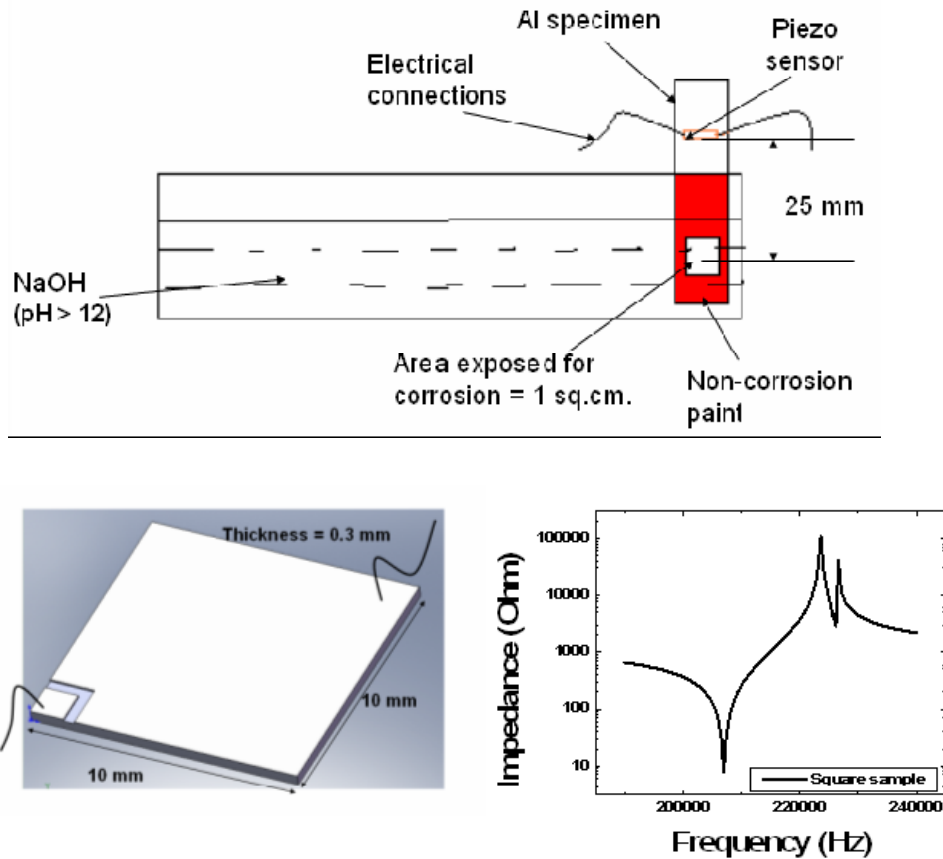 Al specimen
Piezo
sensor
Electrical
connections
25 mm
NaOH
(pH > 12)
Area exposed for
corrosion = 1 sq.cm.
Non-corrosion
paint
Thickness = 0.3 mm
10 mm
10 mm
Impedance (Ohm)
100000
10000
1000
100
10
Square sample
200000
220000
240000
Frequency (Hz)